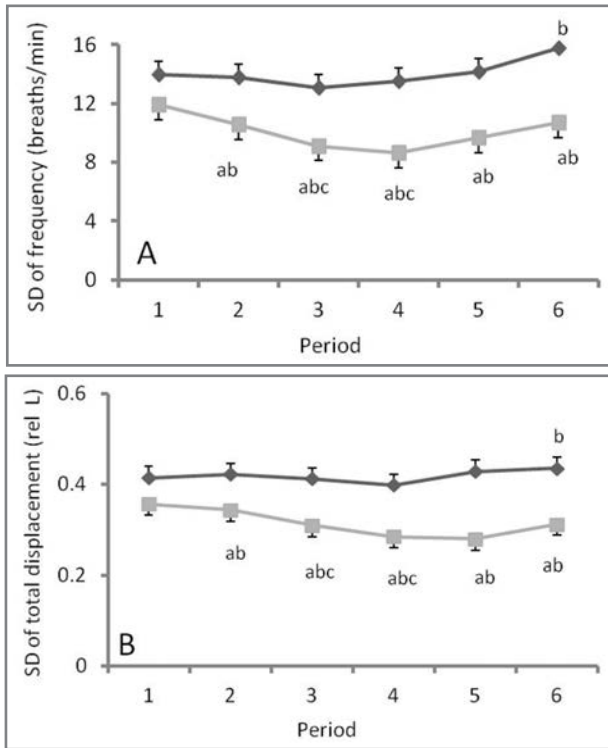 SD of frequency (breaths/min)
16
12
8
4
0
b
ab
abc
abc
ab
ab
A
1 2 3 4 5 6
Period
SD of total displacement (rel L)
0.6
0.4
0.2
0
b
ab
abc
abc
ab
ab
B
1 2 3 4 5 6
Period